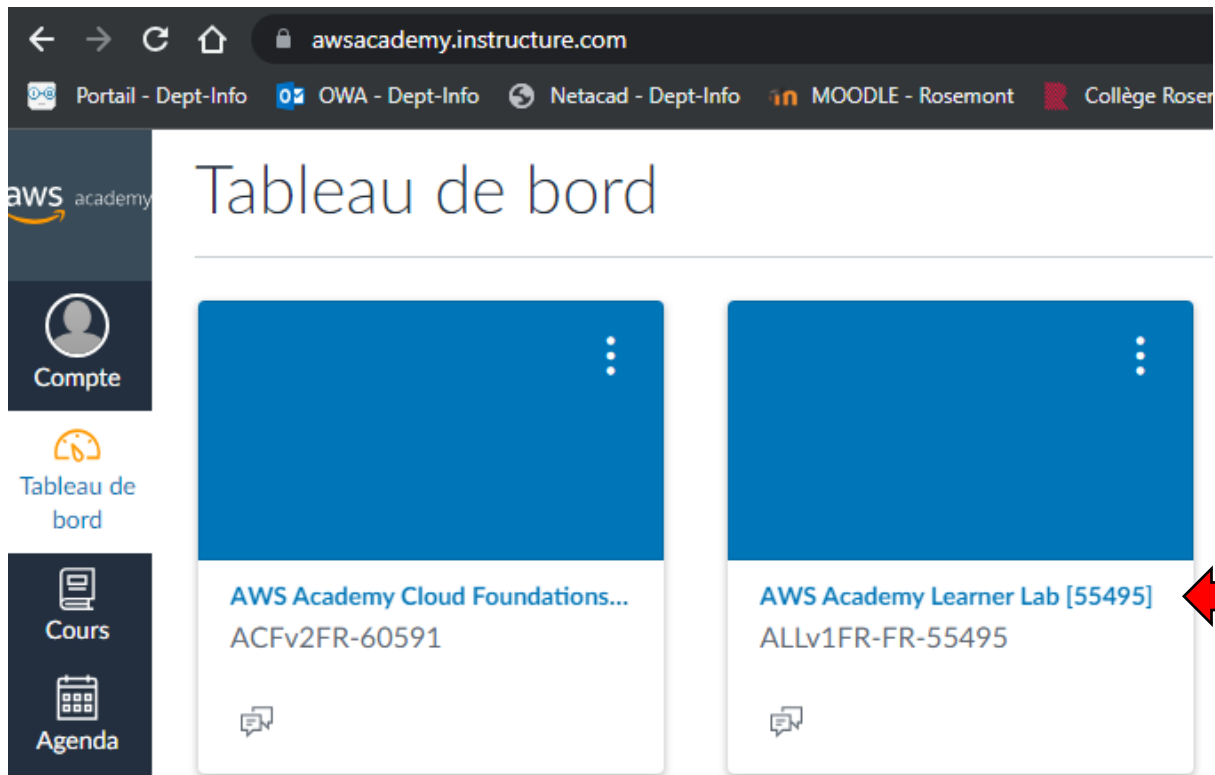 awsacademy.instructure.com
Portail - Dept-Info OWA - Dept-Info Netacad - Dept-Info MOODLE - Rosemont Collège Roser
aws academy
Tableau de bord
Compte
Tableau de
bord
Cours
Agenda
AWS Academy Cloud Foundations...
ACFv2FR-60591
AWS Academy Learner Lab [55495]
ALLv1FR-FR-55495